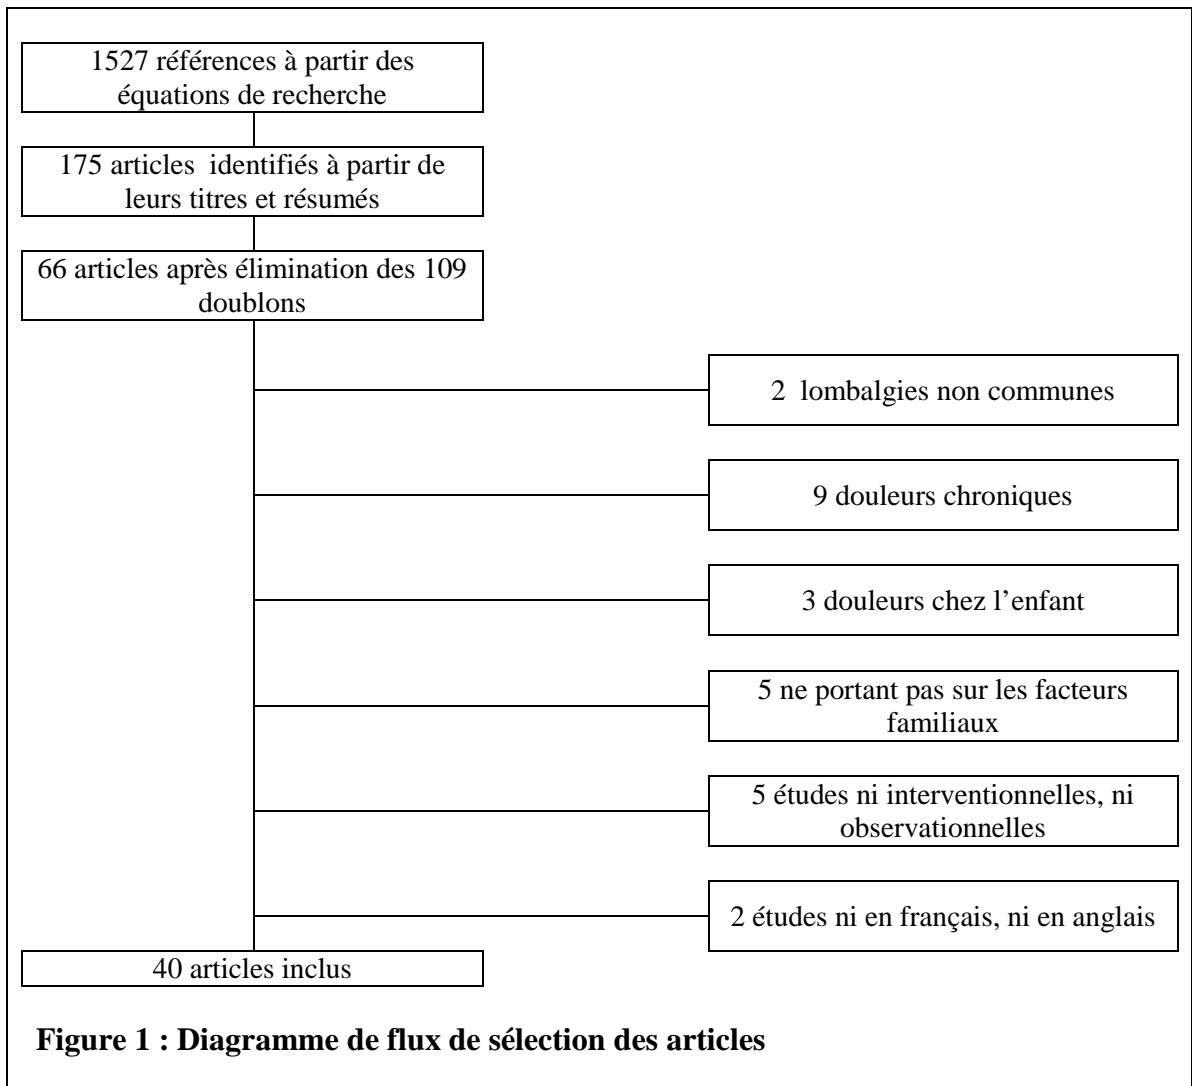 1527 références à partir des
équations de recherche
175 articles  identifiés à partir de
leurs titres et résumés
66 articles après élimination des 109
doublons
2  lombalgies non communes
9 douleurs chroniques
3 douleurs chez l’enfant
5 ne portant pas sur les facteurs
familiaux
5 études ni interventionnelles, ni
observationnelles
2 études ni en français, ni en anglais
40 articles inclus
Figure 1 : Diagramme de flux de sélection des articles